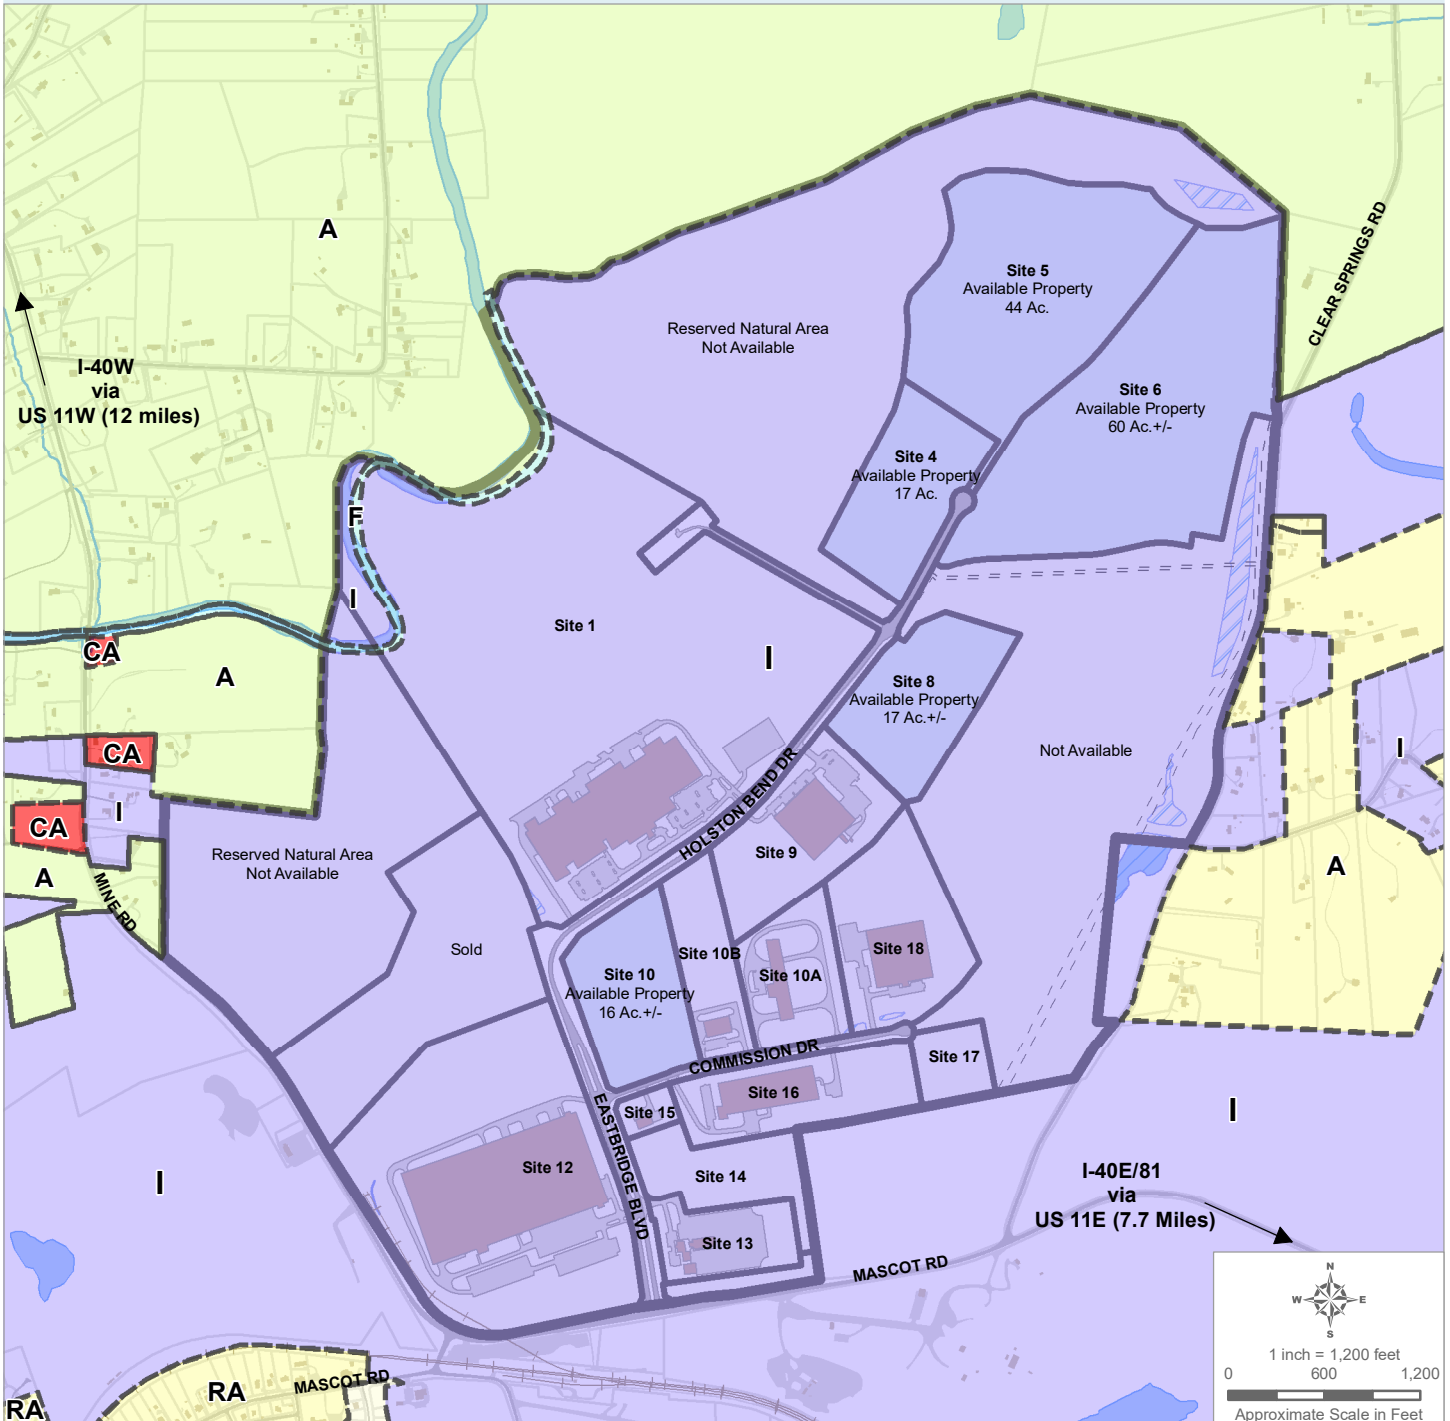 A
I-40W
via
US 11W (12 miles)
Reserved Natural Area
Not Available
Site 5
Available Property
44 Ac.
CLEAR SPRINGS RD
Site 6
Available Property
60 Ac.+/-
Site 4
Available Property
17 Ac.
F
I
Site 1
I
CA
A
Site 8
Available Property
17 Ac.+/-
Not Available
I
CA
I
CA
A
MINE RD
Reserved Natural Area
Not Available
HOLSTON BEND DR
Site 9
A
Sold
Site 10
Available Property
16 Ac.+/-
Site 10B
Site 10A
Site 18
COMMISSION DR
Site 17
Site 16
Site 15
EASTBRIDGE BLVD
I
Site 12
Site 14
Site 13
I
I-40E/81
via
US 11E (7.7 Miles)
MASCOT RD
N
W
E
S
1 inch = 1,200 feet
0 600 1,200
Approximate Scale in Feet
RA
MASCOT RD
RA